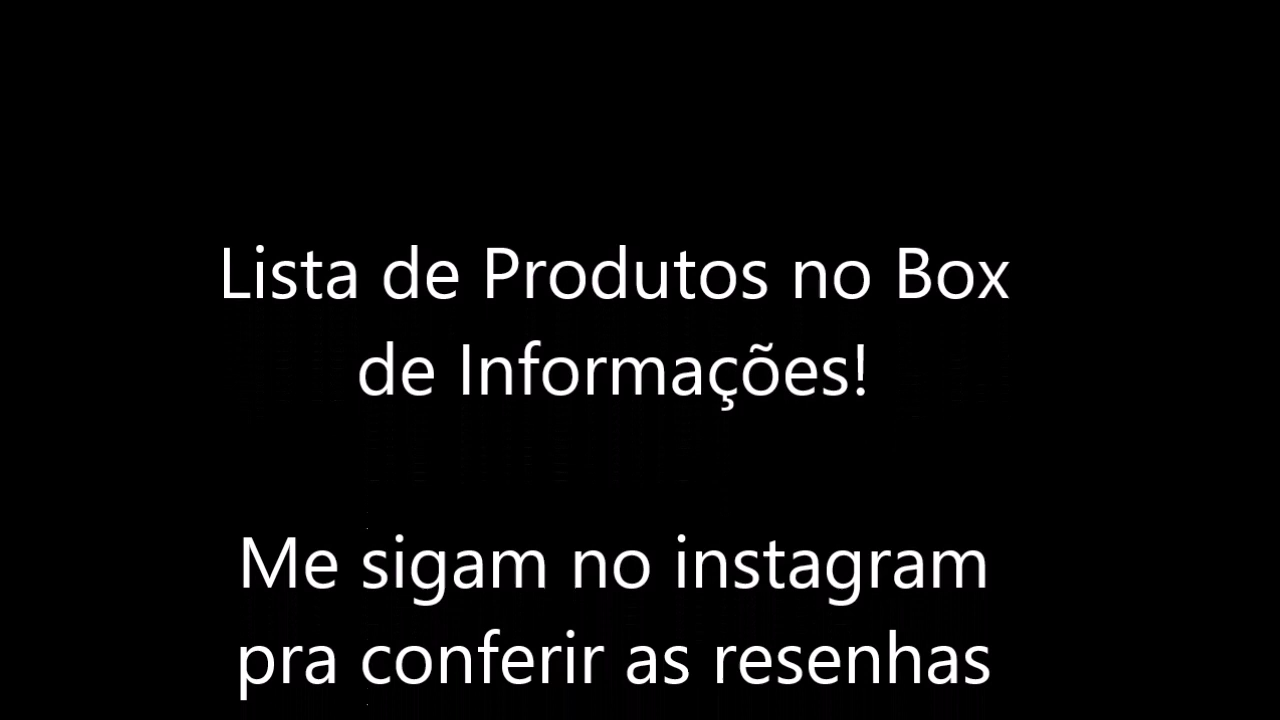 Lista de Produtos no Box
de Informações!
Me sigam no instagram
pra conferir as resenhas